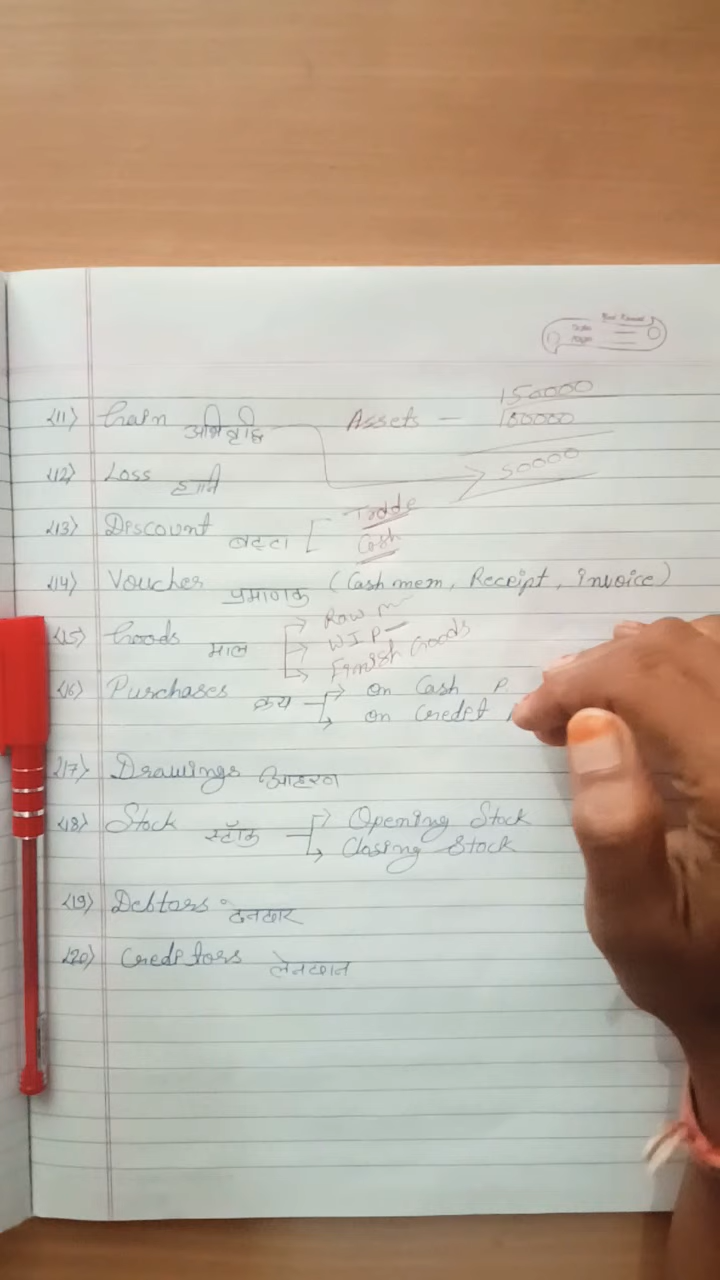 150000
<11> Gain अभिवृद्धि Assets - 100000
<12> Loss हानि 50000
<13> Discount बट्टा Trade
Cash
<14> Voucher प्रमाणक (Cash mem, Receipt, invoice)
<15> Goods माल Raw m
WIP
Finish Goods
<16> Purchases क्रय On Cash P.
on Credit
<17> Drawings आहरण
<18> Stock स्टॉक Opening Stock
Closing Stock
<19> Debtors देनदार
<20> Creditors